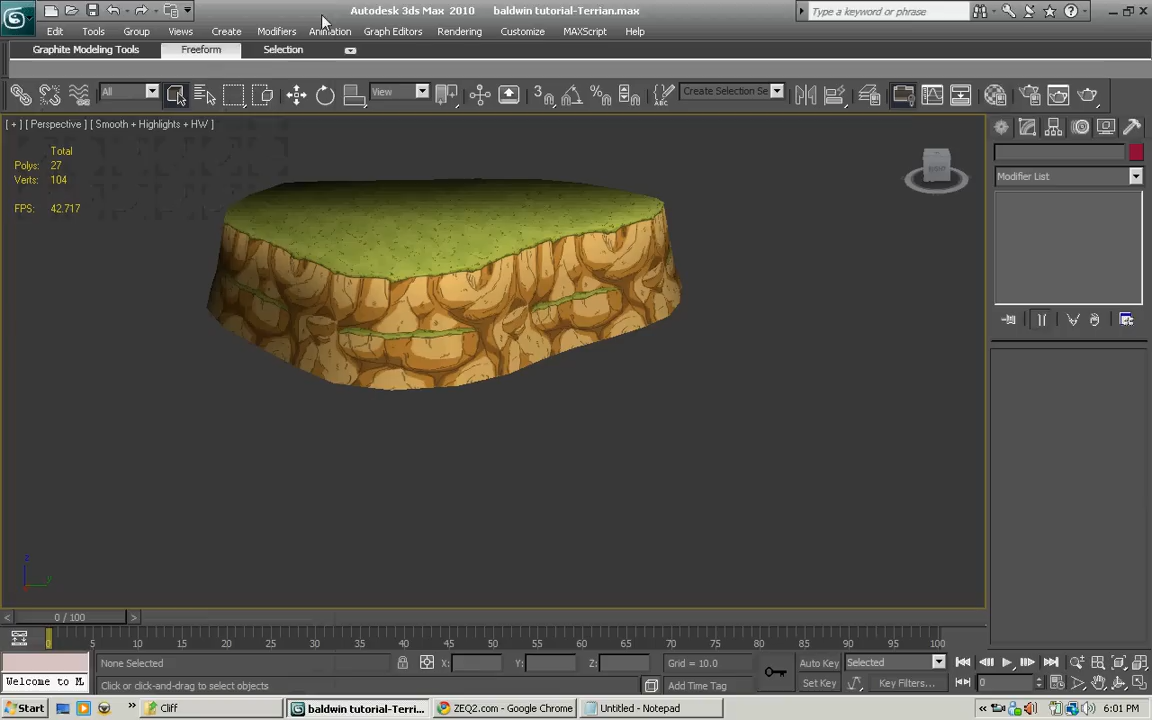 Autodesk 3ds Max 2010 baldwin tutorial-Terrian.max
Type a keyword or phrase
Edit Tools Group Views Create Modifiers Animation Graph Editors Rendering Customize MAXScript Help
Graphite Modeling Tools Freeform Selection
All View Create Selection Se
[ + ] [ Perspective ] [ Smooth + Highlights + HW ]
Total
Polys: 27
Verts: 104
FPS: 42.717
Modifier List
z
y
0 / 100
0 5 10 15 20 25 30 35 40 45 50 55 60 65 70 75 80 85 90 95 100
None Selected X: Y: Z: Grid = 10.0 Auto Key Selected
Welcome to M Click or click-and-drag to select objects Add Time Tag Set Key Key Filters... 0
Start Cliff baldwin tutorial-Terri... ZEQ2.com - Google Chrome Untitled - Notepad 6:01 PM